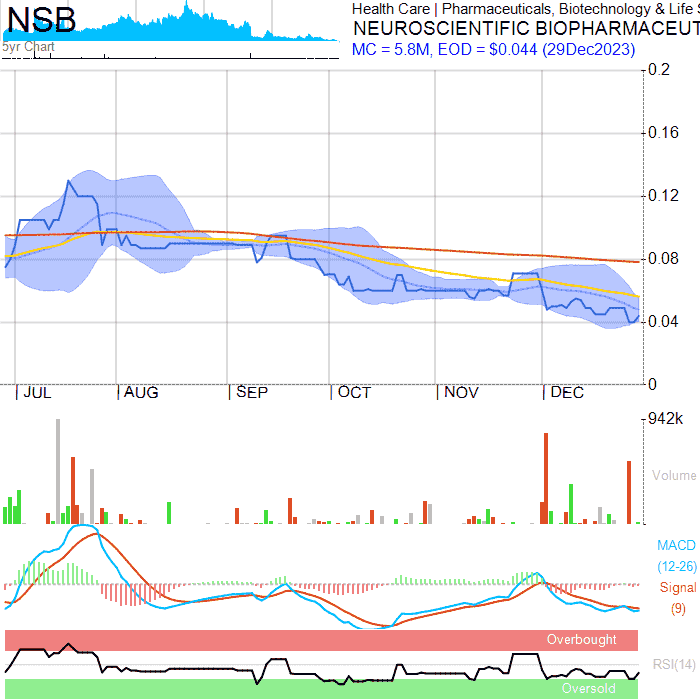 NSB
5yr Chart
Health Care | Pharmaceuticals, Biotechnology & Life
NEUROSCIENTIFIC BIOPHARMACEUT
MC = 5.8M, EOD = $0.044 (29Dec2023)
0.2
0.16
0.12
0.08
0.04
0
| JUL | AUG | SEP | OCT | NOV | DEC
942k
Volume
MACD
(12-26)
Signal
(9)
Overbought
RSI(14)
Oversold